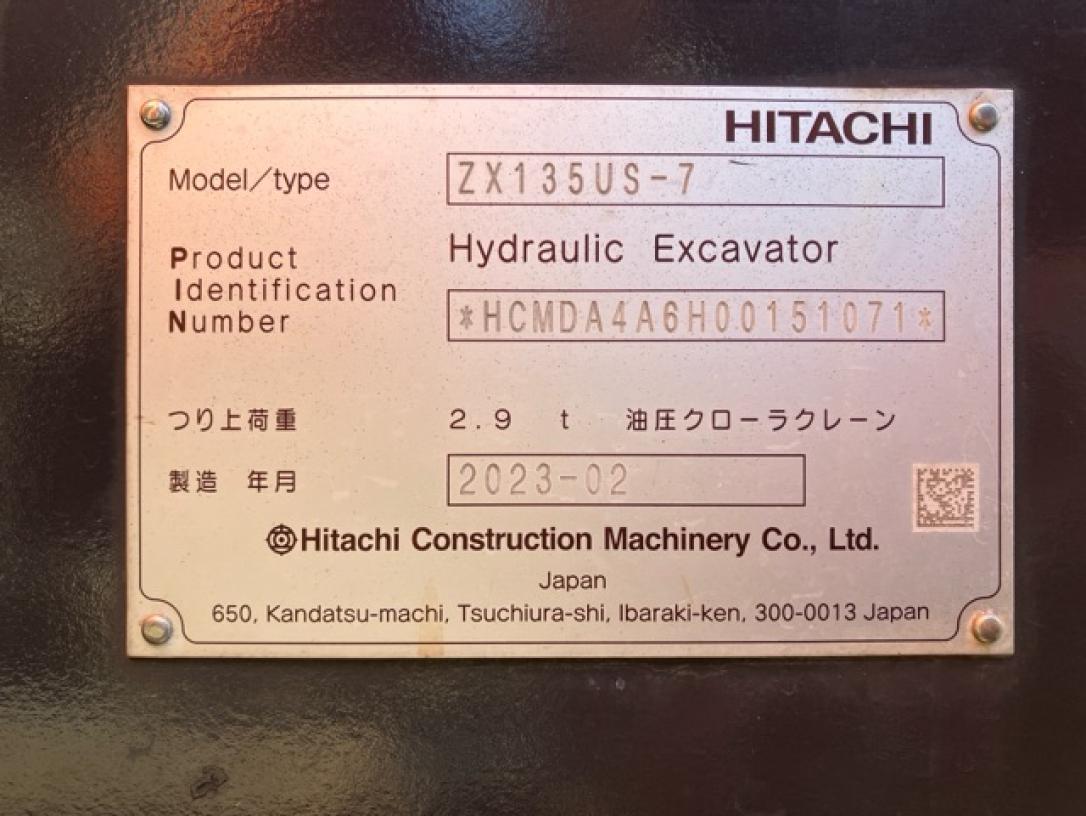 HITACHI
Model/type ZX135US-7
Hydraulic Excavator
Product
Identification
Number *HCMDA4A6H00151071*
つり上荷重 2.9 t 油圧クローラクレーン
製造 年月 2023-02
Hitachi Construction Machinery Co., Ltd.
Japan
650, Kandatsu-machi, Tsuchiura-shi, Ibaraki-ken, 300-0013 Japan